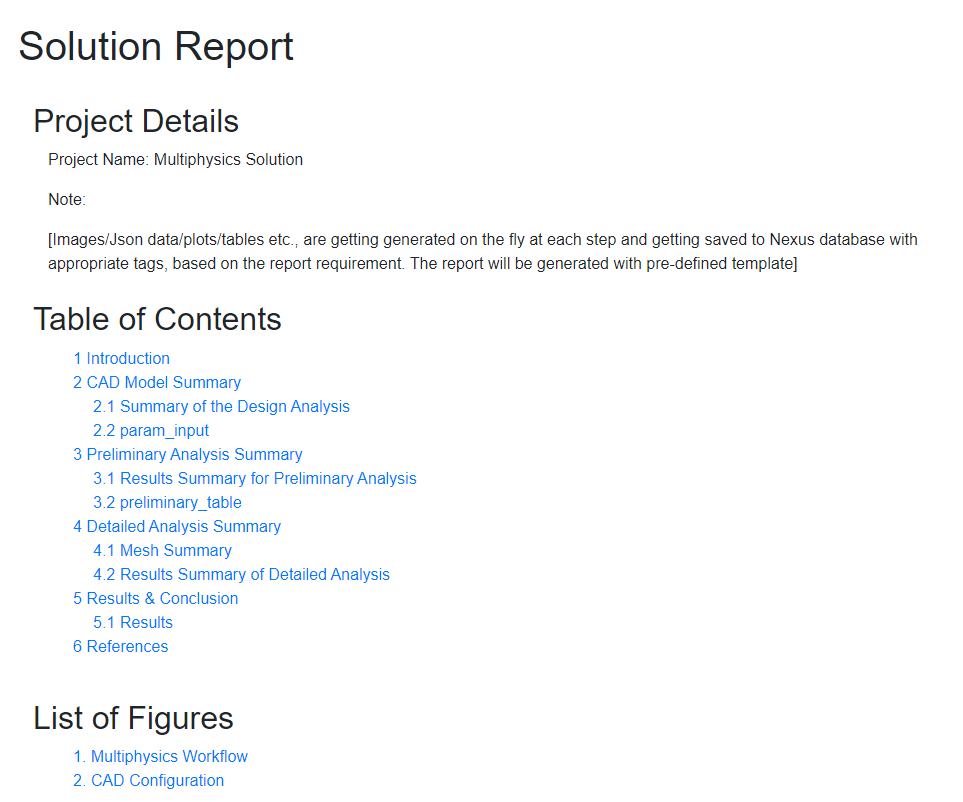 Solution Report
Project Details
Project Name: Multiphysics Solution
Note:
[Images/Json data/plots/tables etc., are getting generated on the fly at each step and getting saved to Nexus database with
appropriate tags, based on the report requirement. The report will be generated with pre-defined template]
Table of Contents
1 Introduction
2 CAD Model Summary
2.1 Summary of the Design Analysis
2.2 param_input
3 Preliminary Analysis Summary
3.1 Results Summary for Preliminary Analysis
3.2 preliminary_table
4 Detailed Analysis Summary
4.1 Mesh Summary
4.2 Results Summary of Detailed Analysis
5 Results & Conclusion
5.1 Results
6 References
List of Figures
1. Multiphysics Workflow
2. CAD Configuration